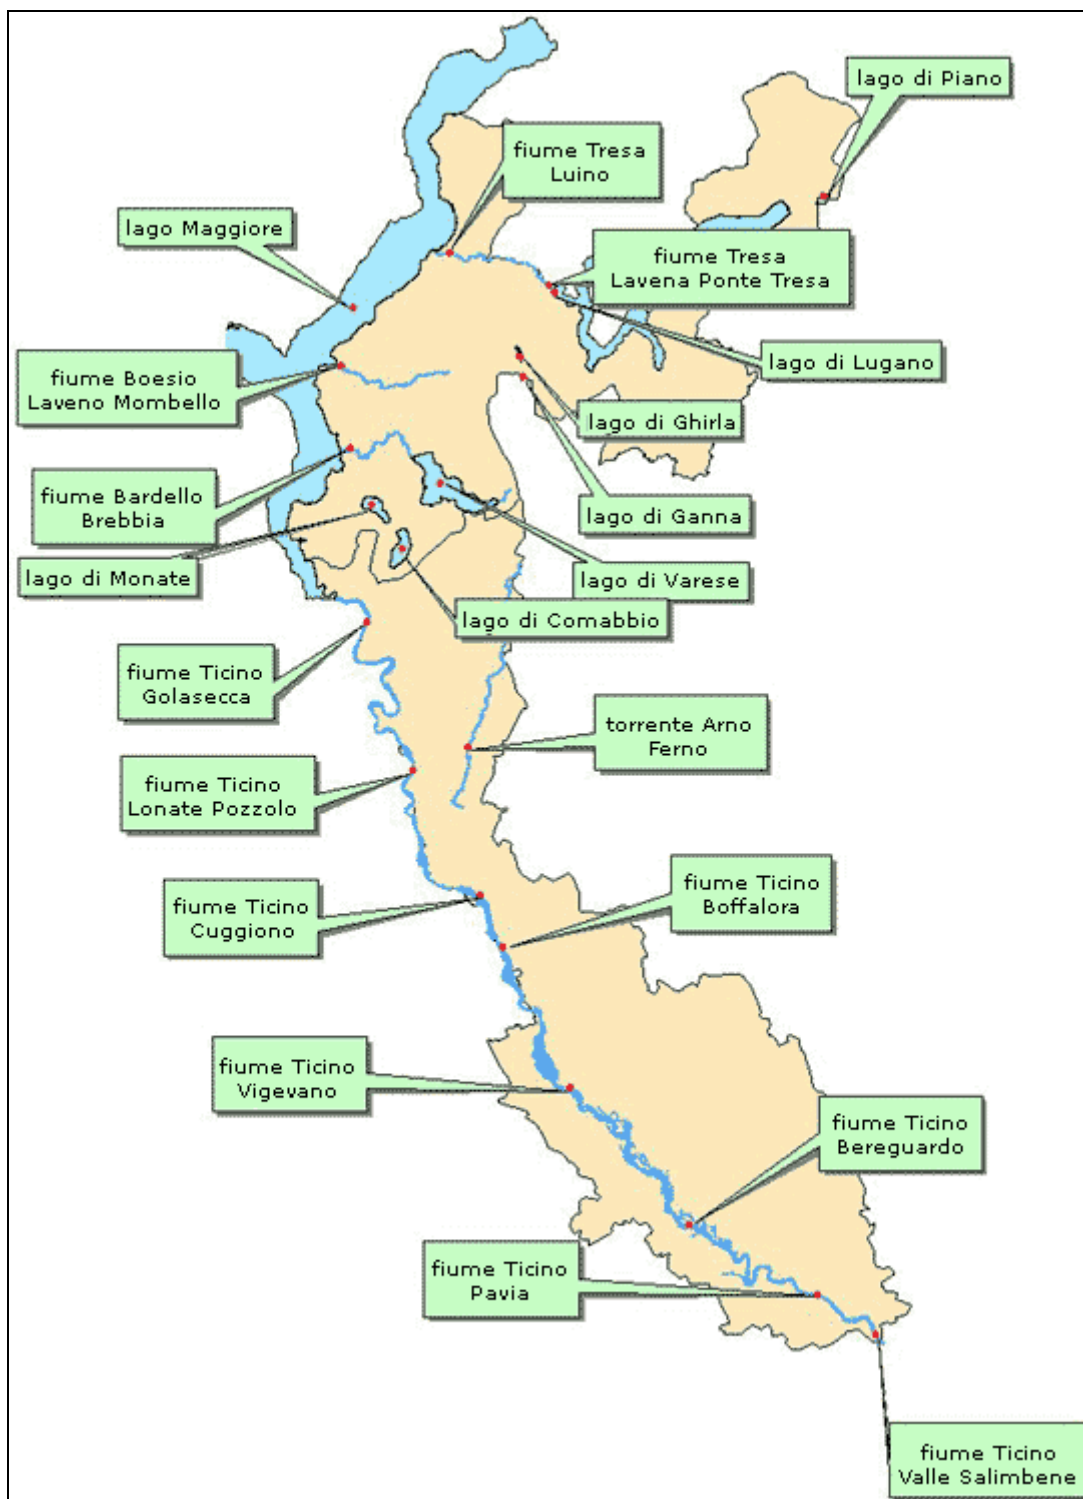 lago di Piano
fiume Tresa
Luino
lago Maggiore
fiume Tresa
Lavena Ponte Tresa
lago di Lugano
fiume Boesio
Laveno Mombello
lago di Ghirla
fiume Bardello
Brebbia
lago di Ganna
lago di Monate
lago di Varese
lago di Comabbio
fiume Ticino
Golasecca
torrente Arno
Ferno
fiume Ticino
Lonate Pozzolo
fiume Ticino
Boffalora
fiume Ticino
Cuggiono
fiume Ticino
Vigevano
fiume Ticino
Bereguardo
fiume Ticino
Pavia
fiume Ticino
Valle Salimbene